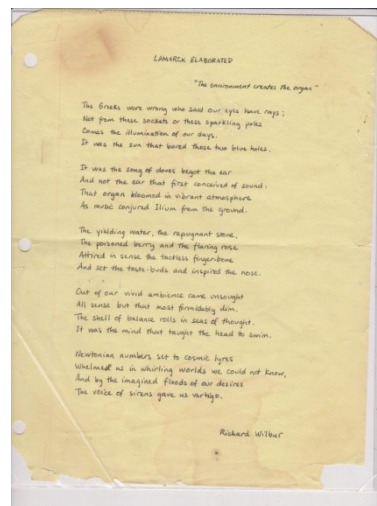 LAMARCK ELABORATED
"The environment creates the organ"
The Greeks were wrong who said our eyes have rays;
Not from these sockets or these sparkling poles
Comes the illumination of our days.
It was the sun that bored these two blue holes.
It was the song of doves begot the ear
And not the ear that first conceived of sound:
That organ bloomed in vibrant atmosphere
As music conjured Ilium from the ground.
The yielding water, the repugnant stone,
The poisoned berry and the flaring rose
Attired in sense the tactless finger-bone
And set the taste-buds and inspired the nose.
Out of our vivid ambience came unsought
All sense but that most formidably dim.
The shell of balance rolls in seas of thought.
It was the mind that taught the head to swim.
Newtonian numbers set to cosmic lyres
Whelmed us in whirling worlds we could not know,
And by the imagined floods of our desires
The voice of sirens gave us vertigo.
Richard Wilbur